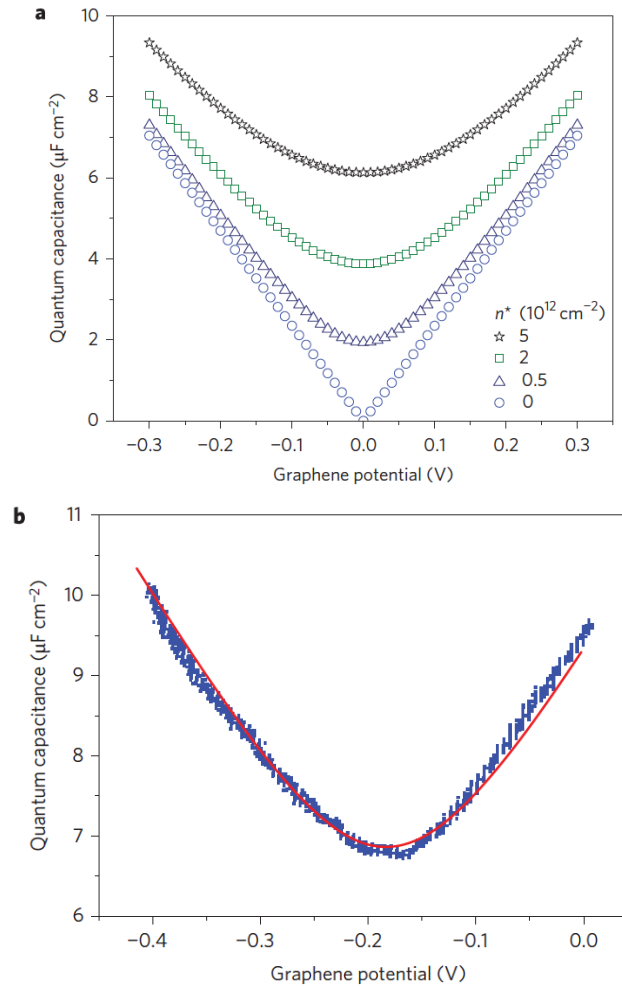 a
10
8
6
4
2
0
Quantum capacitance (μF cm⁻²)
n* (10¹² cm⁻²)
5
2
0.5
0
−0.3 −0.2 −0.1 0.0 0.1 0.2 0.3
Graphene potential (V)
b
11
10
9
8
7
6
Quantum capacitance (μF cm⁻²)
−0.4 −0.3 −0.2 −0.1 0.0
Graphene potential (V)